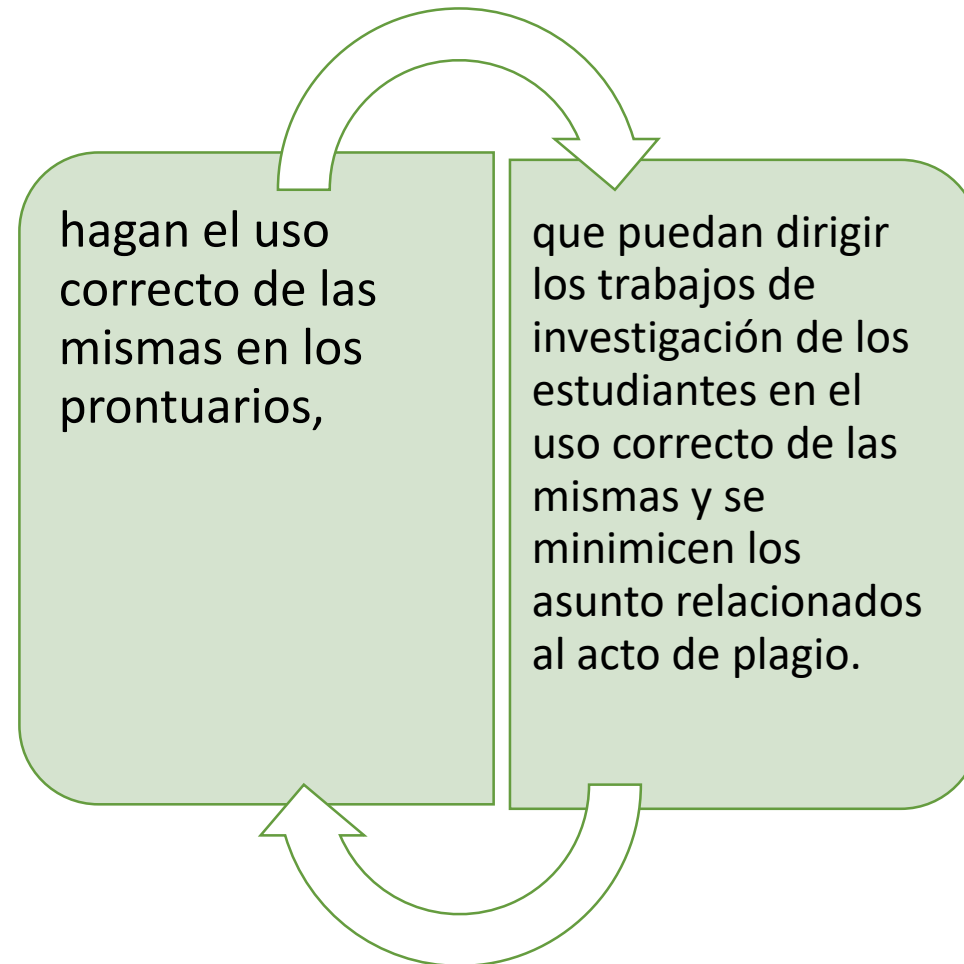 hagan el uso
correcto de las
mismas en los
prontuarios,
que puedan dirigir
los trabajos de
investigación de los
estudiantes en el
uso correcto de las
mismas y se
minimicen los
asunto relacionados
al acto de plagio.